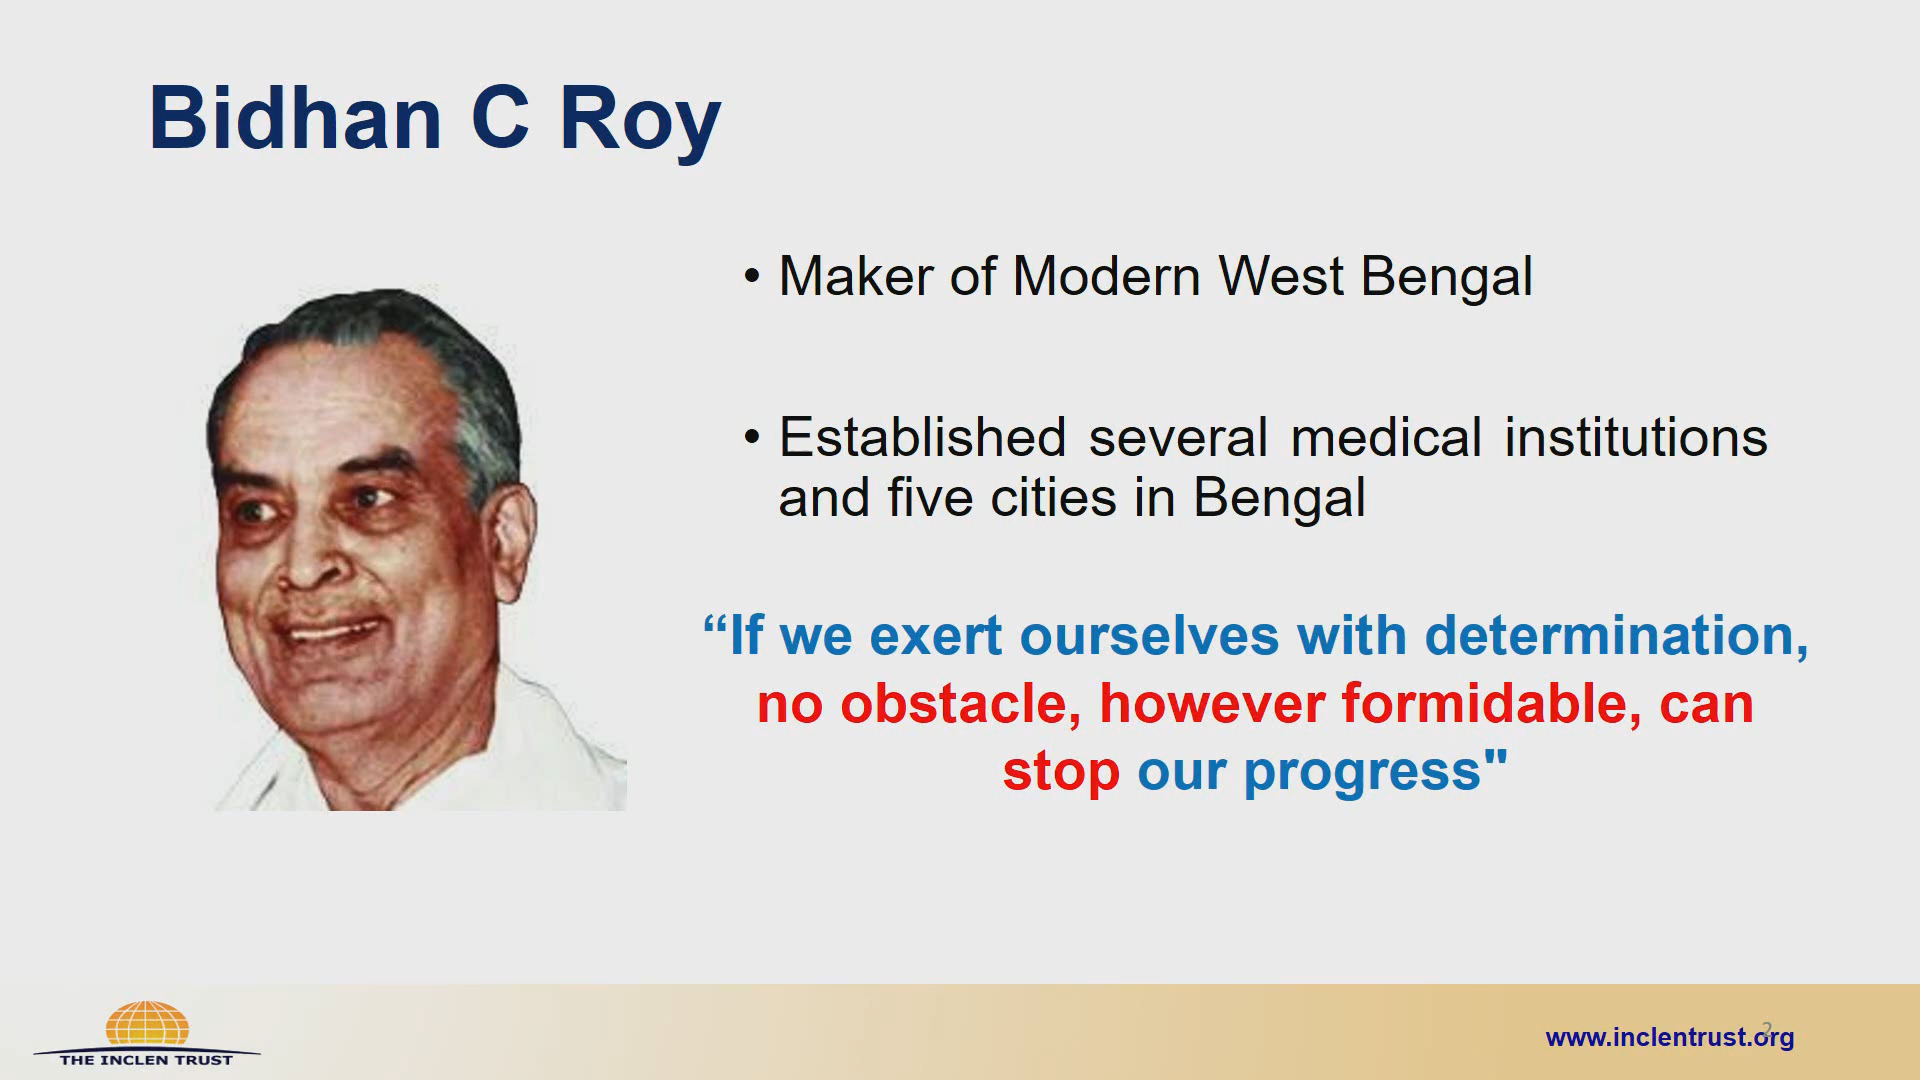 Bidhan C Roy
• Maker of Modern West Bengal
• Established several medical institutions
and five cities in Bengal
“If we exert ourselves with determination,
no obstacle, however formidable, can
stop our progress"
THE INCLEN TRUST
www.inclentrust.org
2